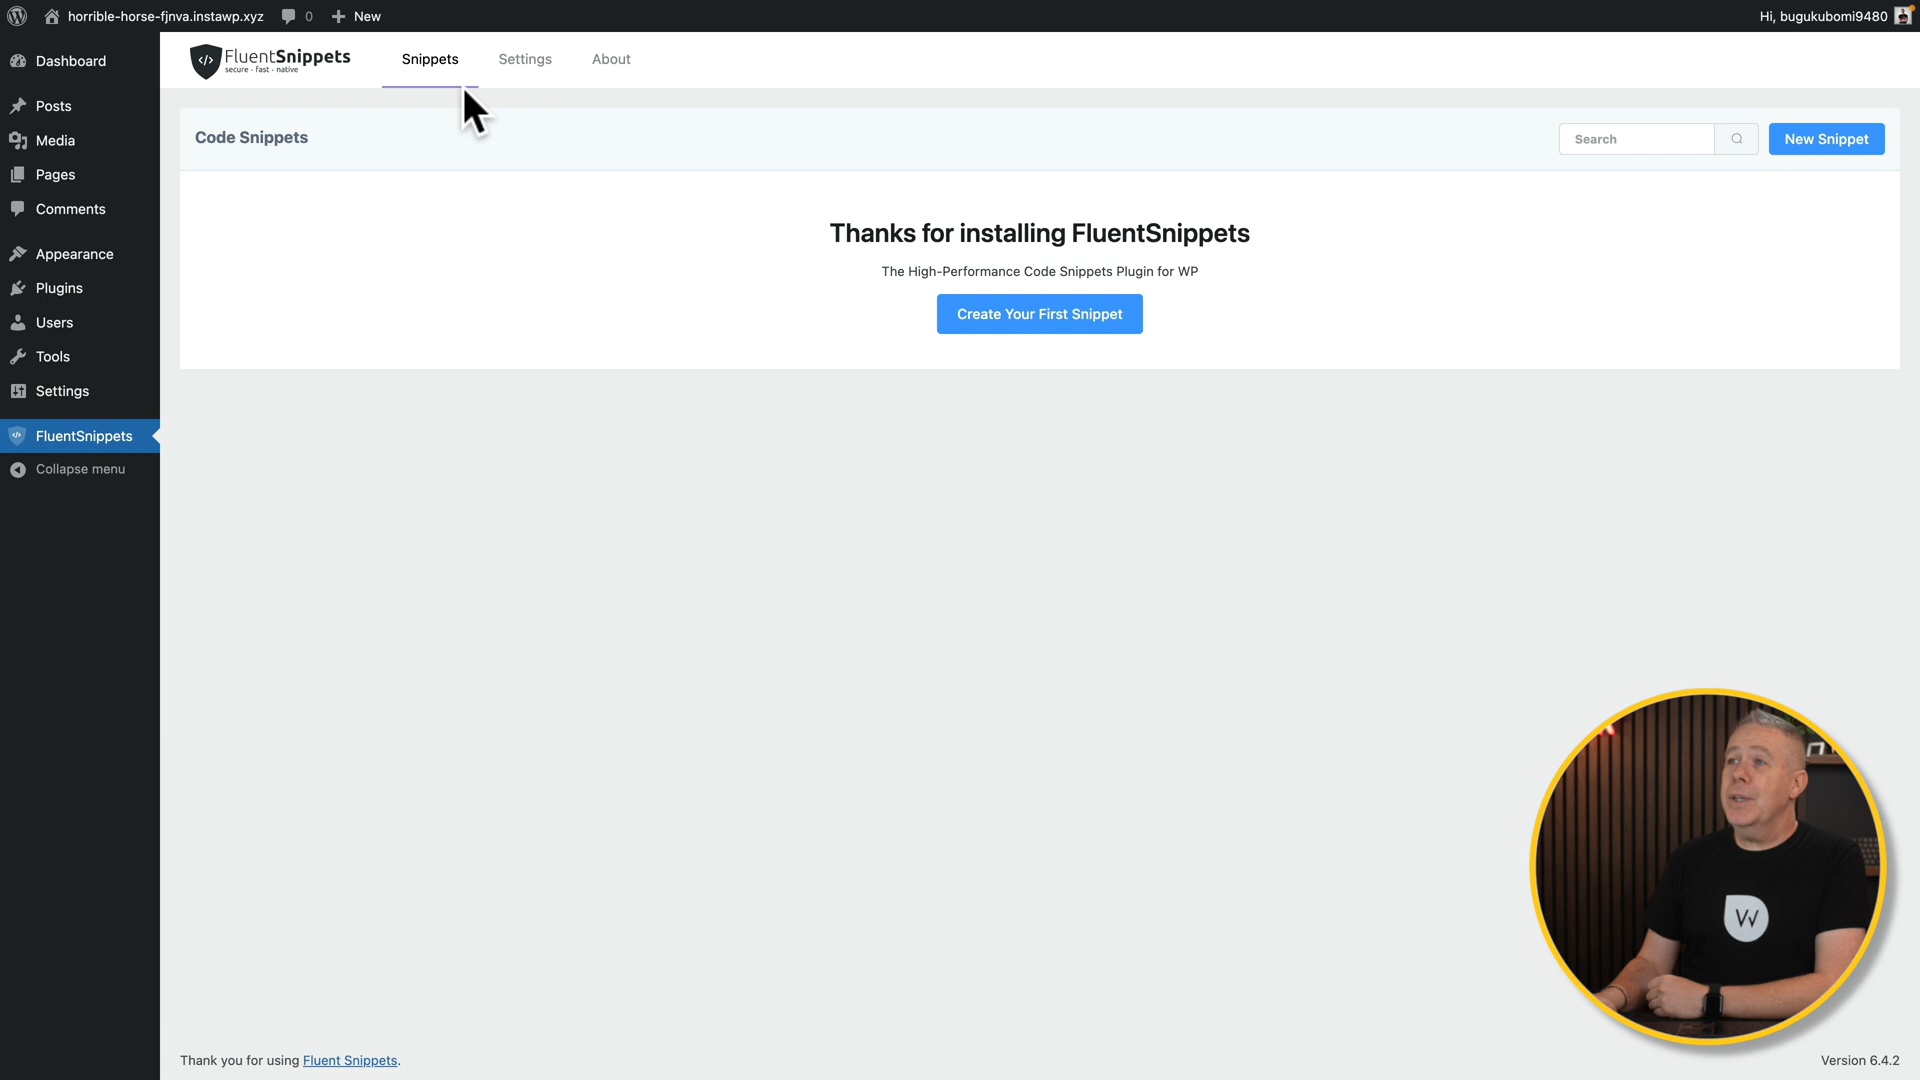 horrible-horse-fjnva.instawp.xyz
0
New
Hi, bugukubomi9480
Dashboard
Posts
Media
Pages
Comments
Appearance
Plugins
Users
Tools
Settings
FluentSnippets
Collapse menu
</>
FluentSnippets
secure - fast - native
Snippets
Settings
About
Code Snippets
Search
New Snippet
Thanks for installing FluentSnippets
The High-Performance Code Snippets Plugin for WP
Create Your First Snippet
W
Thank you for using Fluent Snippets.
Version 6.4.2